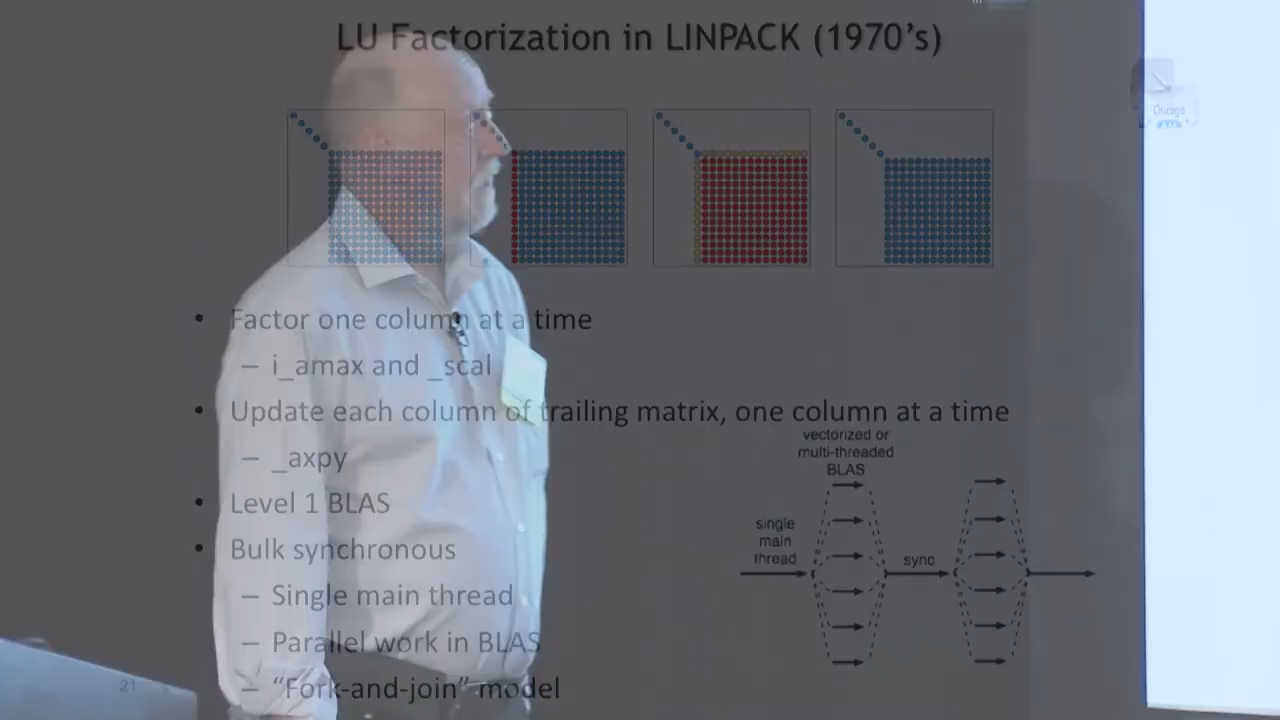 LU Factorization in LINPACK (1970's)
Chicago
• Factor one column at a time
– i_amax and _scal
• Update each column of trailing matrix, one column at a time
– _axpy
• Level 1 BLAS
• Bulk synchronous
– Single main thread
– Parallel work in BLAS
– “Fork-and-join” model
vectorized or
multi-threaded
BLAS
single
main
thread
sync
21